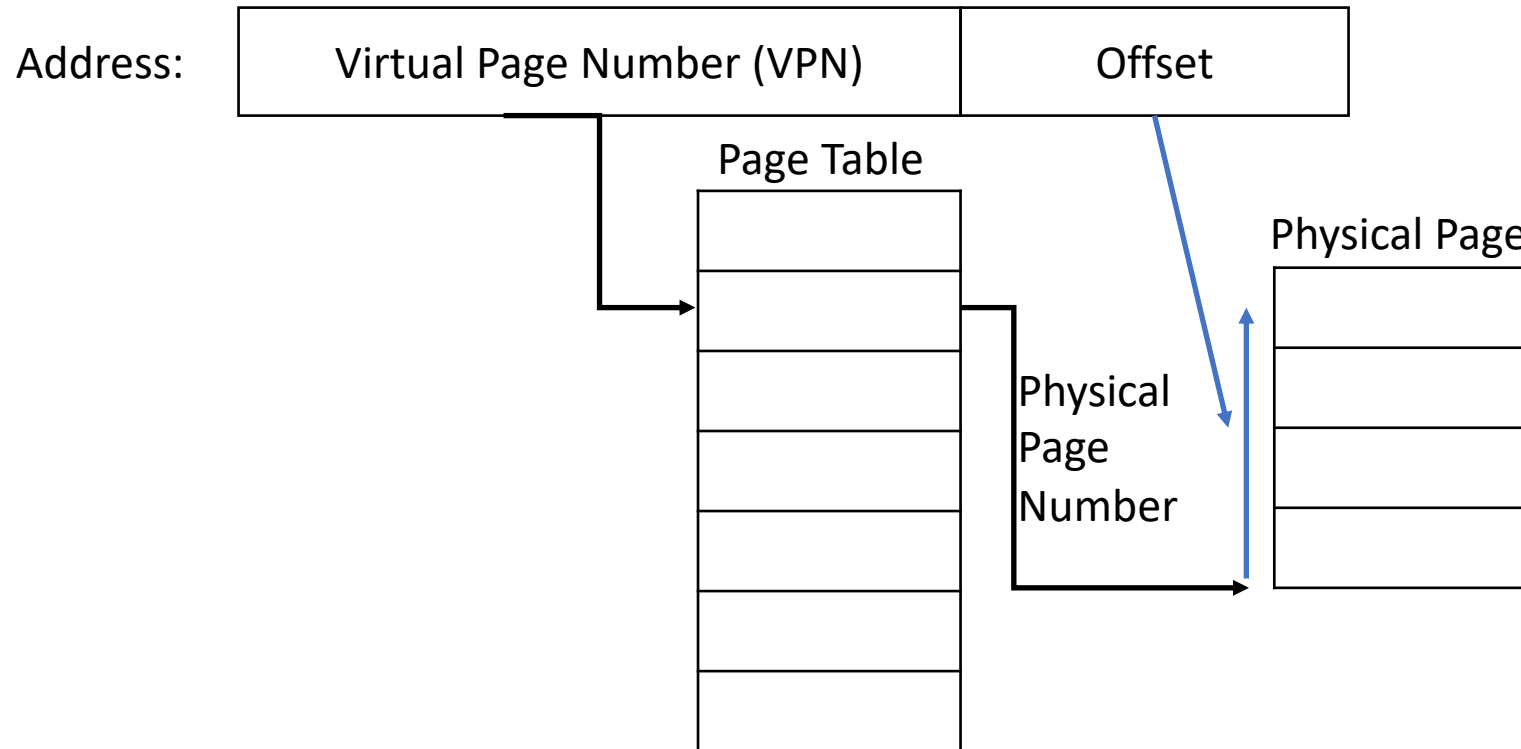 Address:
Virtual Page Number (VPN)
Offset
Page Table
Physical Page
Physical
Page
Number